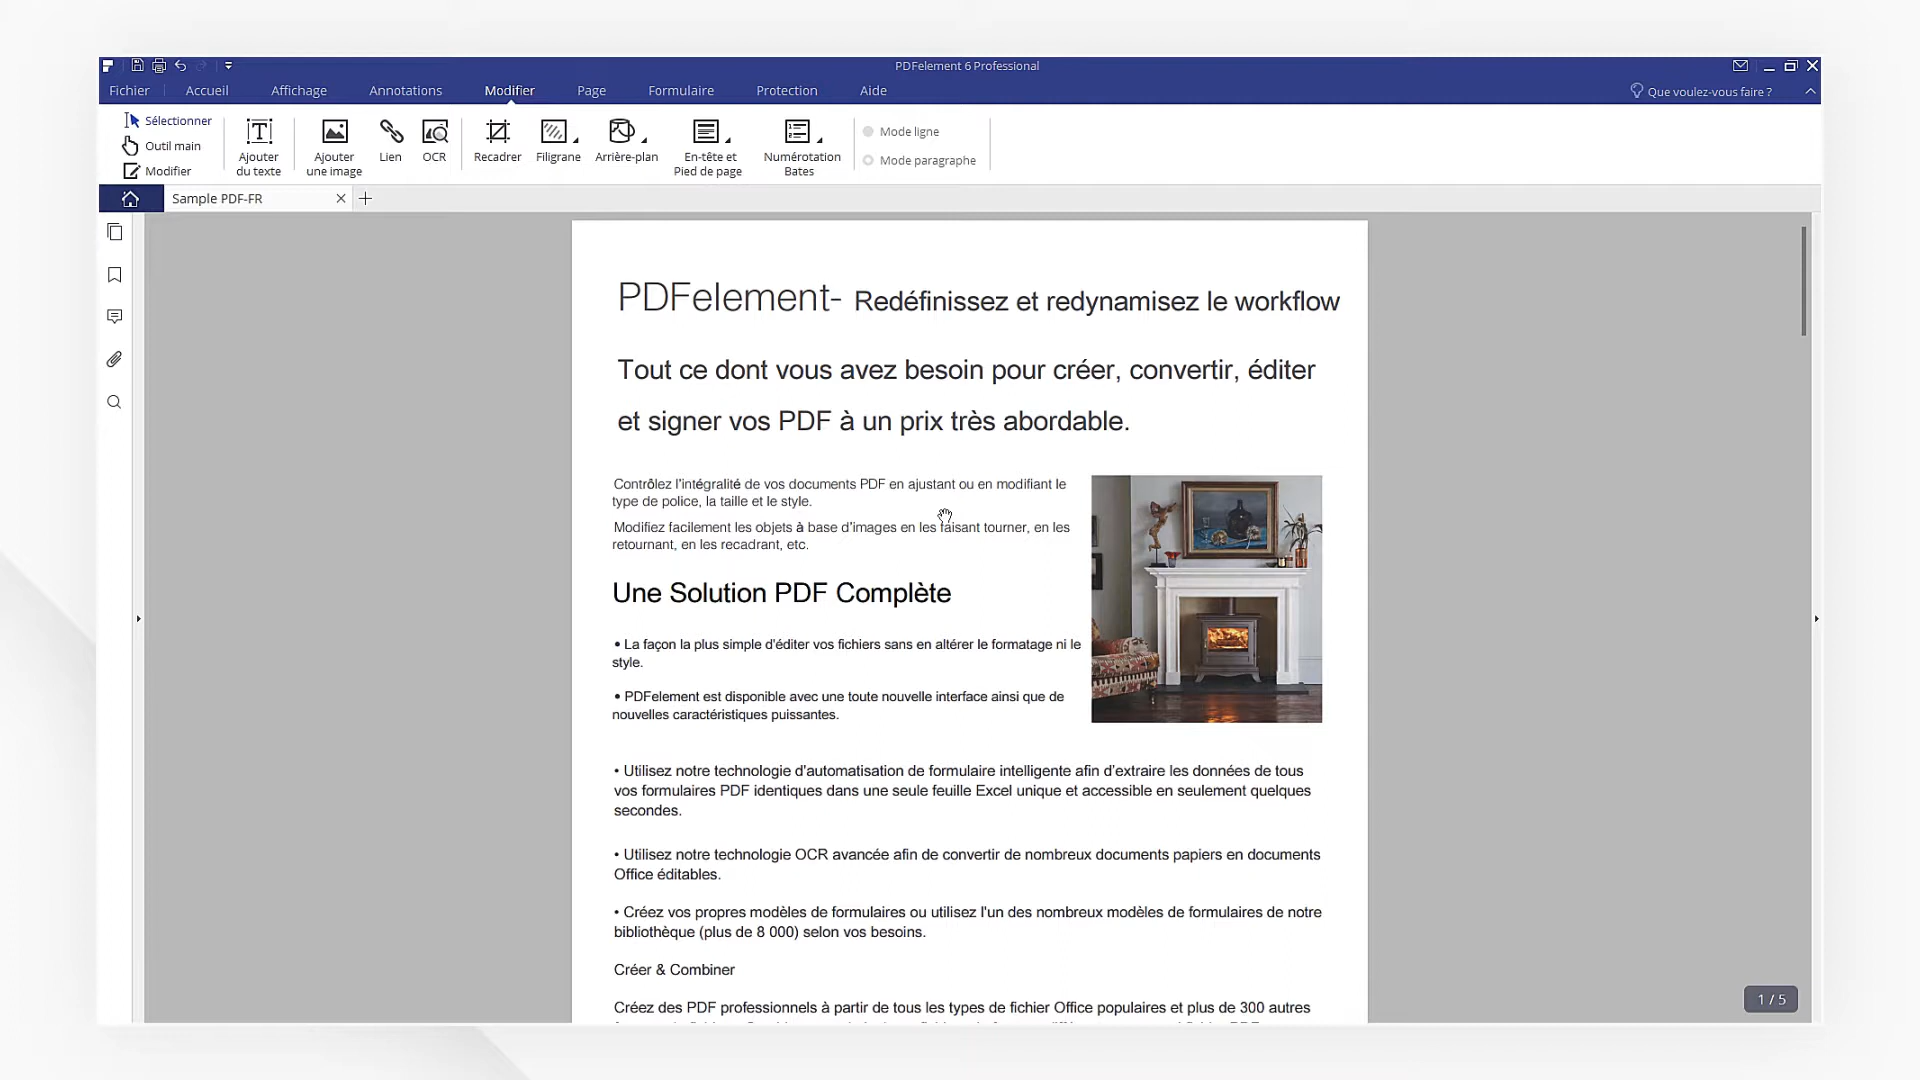 PDFelement 6 Professional
Fichier Accueil Affichage Annotations Modifier Page Formulaire Protection Aide Que voulez-vous faire ?
Sélectionner
Outil main
Modifier
Ajouter
du texte
Ajouter
une image
Lien
OCR
Recadrer
Filigrane
Arrière-plan
En-tête et
Pied de page
Numérotation
Bates
Mode ligne
Mode paragraphe
Sample PDF-FR
PDFelement- Redéfinissez et redynamisez le workflow
Tout ce dont vous avez besoin pour créer, convertir, éditer
et signer vos PDF à un prix très abordable.
Contrôlez l'intégralité de vos documents PDF en ajustant ou en modifiant le
type de police, la taille et le style.
Modifiez facilement les objets à base d'images en les faisant tourner, en les
retournant, en les recadrant, etc.
Une Solution PDF Complète
• La façon la plus simple d'éditer vos fichiers sans en altérer le formatage ni le
style.
• PDFelement est disponible avec une toute nouvelle interface ainsi que de
nouvelles caractéristiques puissantes.
• Utilisez notre technologie d'automatisation de formulaire intelligente afin d'extraire les données de tous
vos formulaires PDF identiques dans une seule feuille Excel unique et accessible en seulement quelques
secondes.
• Utilisez notre technologie OCR avancée afin de convertir de nombreux documents papiers en documents
Office éditables.
• Créez vos propres modèles de formulaires ou utilisez l'un des nombreux modèles de formulaires de notre
bibliothèque (plus de 8 000) selon vos besoins.
Créer & Combiner
Créez des PDF professionnels à partir de tous les types de fichier Office populaires et plus de 300 autres
1 / 5